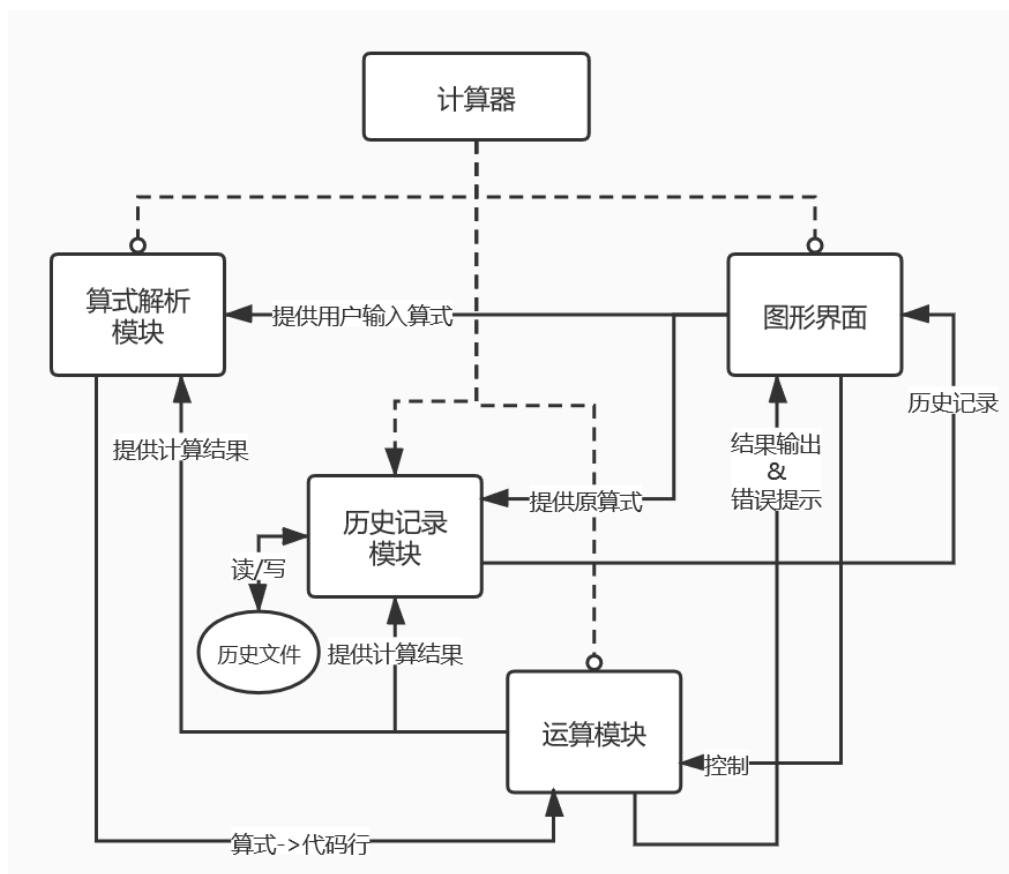 计算器
算式解析
模块
提供用户输入算式
图形界面
历史记录
提供计算结果
结果输出
&
错误提示
历史记录
模块
提供原算式
读/写
历史文件
提供计算结果
运算模块
控制
算式->代码行